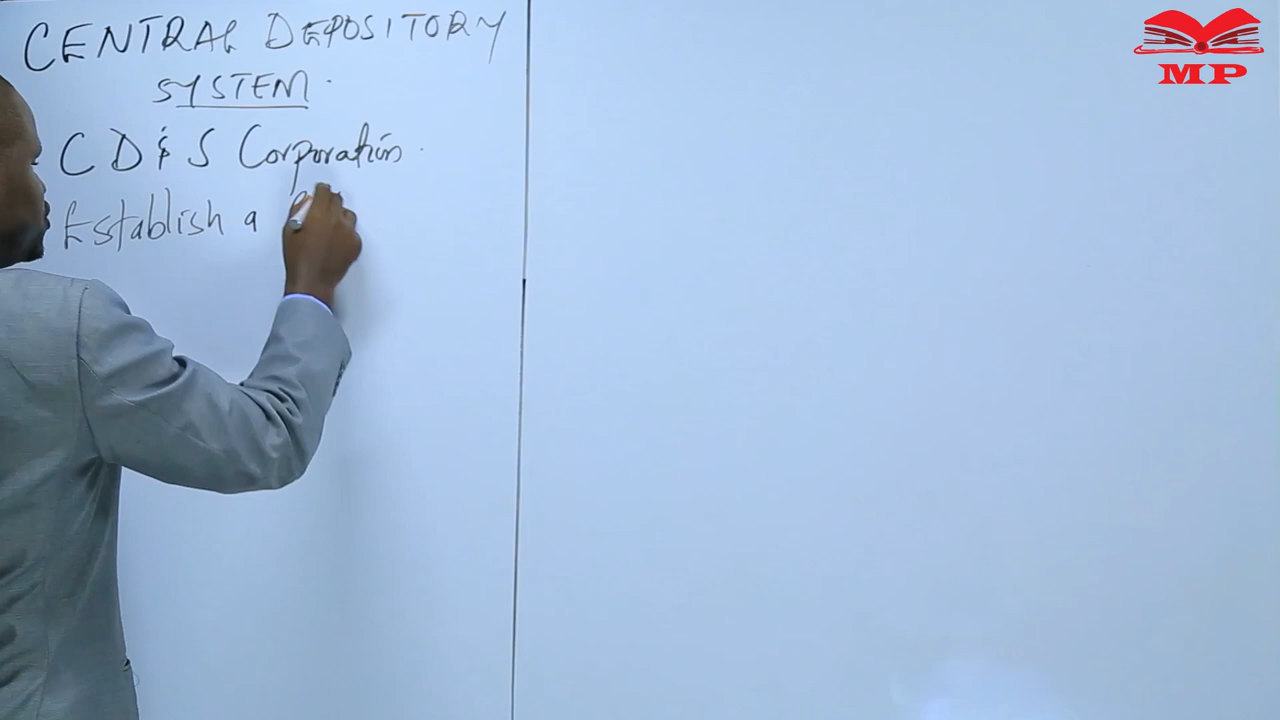 CENTRAL DEPOSITORY
SYSTEM.
CD & S Corporation.
Establish a
MP